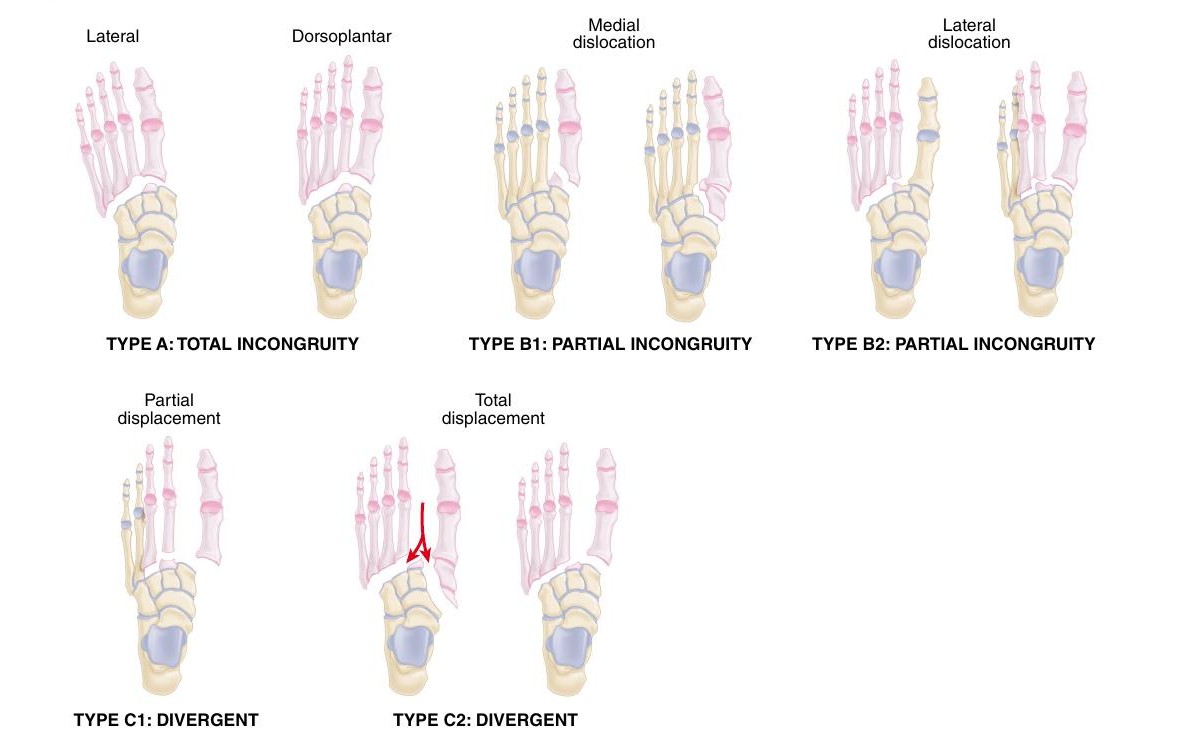 Lateral
Dorsoplantar
Medial
dislocation
Lateral
dislocation
TYPE A: TOTAL INCONGRUITY
TYPE B1: PARTIAL INCONGRUITY
TYPE B2: PARTIAL INCONGRUITY
Partial
displacement
Total
displacement
TYPE C1: DIVERGENT
TYPE C2: DIVERGENT